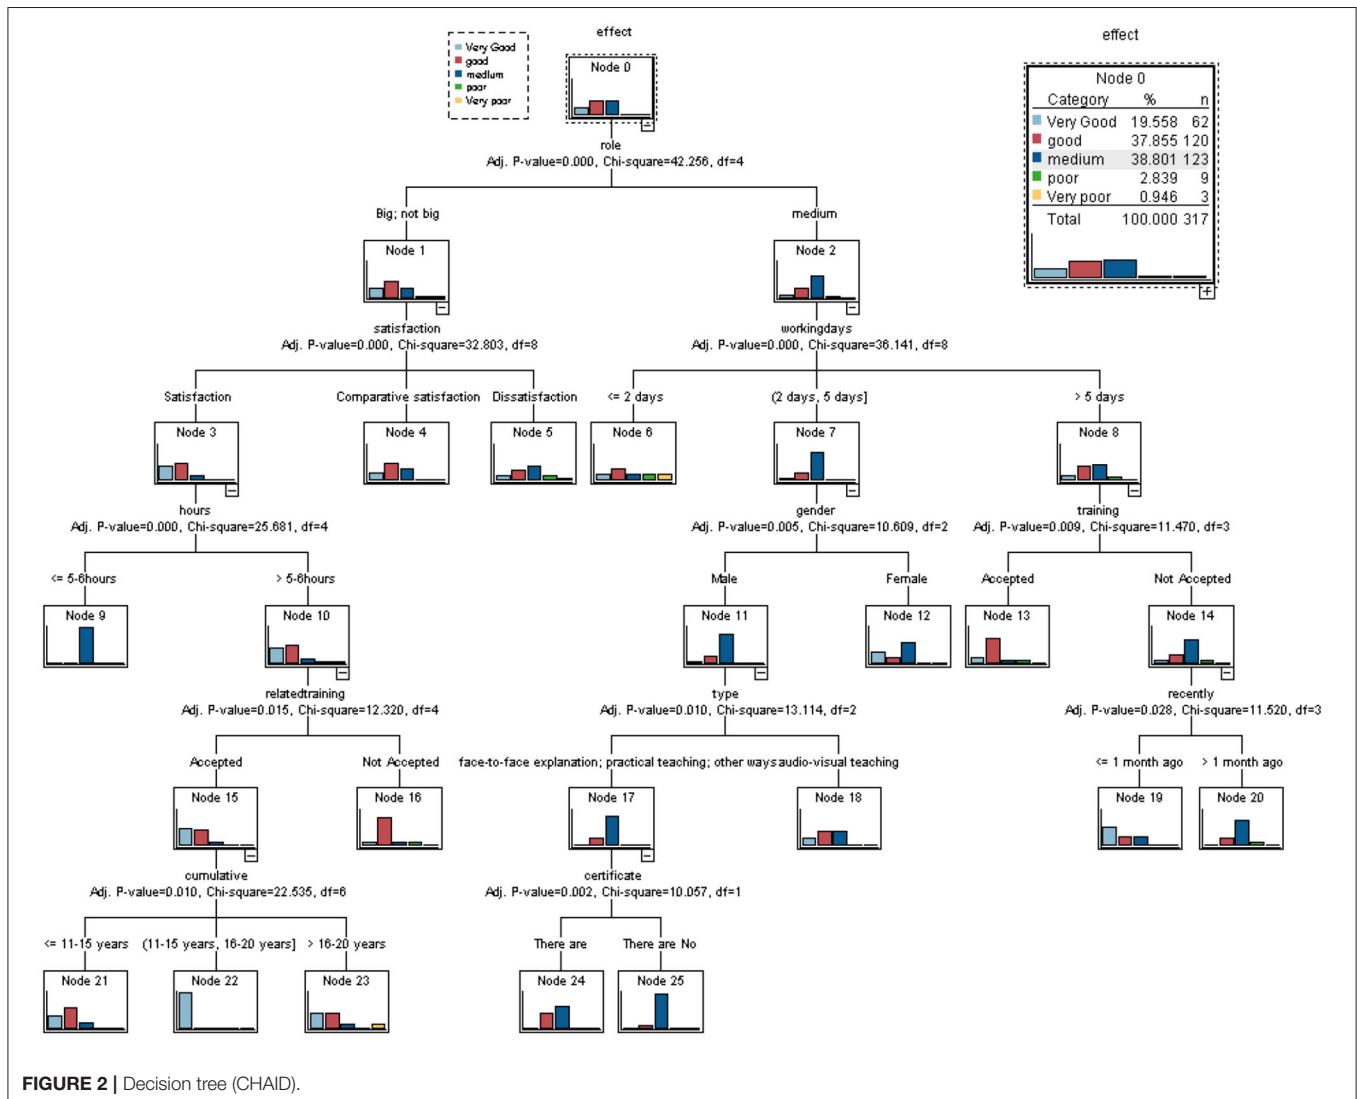 effect
Very Good
good
medium
poor
Very poor
Node 0
effect
Node 0
Category % n
Very Good 19.558 62
good 37.855 120
medium 38.801 123
poor 2.839 9
Very poor 0.946 3
Total 100.000 317
role
Adj. P-value=0.000, Chi-square=42.256, df=4
Big; not big
medium
Node 1
Node 2
satisfaction
Adj. P-value=0.000, Chi-square=32.803, df=8
workingdays
Adj. P-value=0.000, Chi-square=36.141, df=8
Satisfaction
Comparative satisfaction
Dissatisfaction
<= 2 days
(2 days, 5 days]
> 5 days
Node 3
Node 4
Node 5
Node 6
Node 7
Node 8
hours
Adj. P-value=0.000, Chi-square=25.681, df=4
gender
Adj. P-value=0.005, Chi-square=10.609, df=2
training
Adj. P-value=0.009, Chi-square=11.470, df=3
<= 5-6hours
> 5-6hours
Male
Female
Accepted
Not Accepted
Node 9
Node 10
Node 11
Node 12
Node 13
Node 14
relatedtraining
Adj. P-value=0.015, Chi-square=12.320, df=4
type
Adj. P-value=0.010, Chi-square=13.114, df=2
recently
Adj. P-value=0.028, Chi-square=11.520, df=3
Accepted
Not Accepted
face-to-face explanation; practical teaching; other ways
audio-visual teaching
<= 1 month ago
> 1 month ago
Node 15
Node 16
Node 17
Node 18
Node 19
Node 20
cumulative
Adj. P-value=0.010, Chi-square=22.535, df=6
certificate
Adj. P-value=0.002, Chi-square=10.057, df=1
<= 11-15 years
(11-15 years, 16-20 years]
> 16-20 years
There are
There are No
Node 21
Node 22
Node 23
Node 24
Node 25
FIGURE 2 | Decision tree (CHAID).